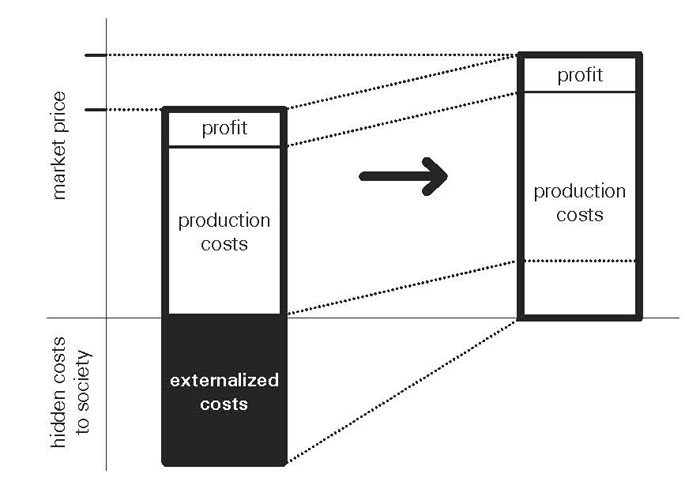 market price
hidden costs
to society
profit
production
costs
externalized
costs
profit
production
costs